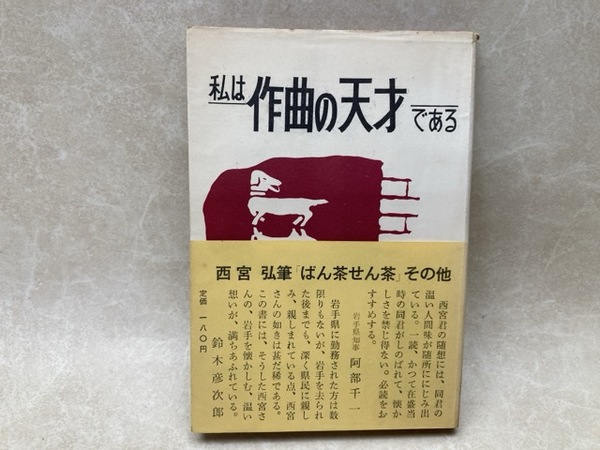 私は作曲の天才である
西宮 弘筆「ばん茶せん茶」その他
西宮君の随想には、同君の
温い人間味が随所ににじみ出
ている。一読、かつて在盛当
時の同君がしのばれて、懐か
しさを禁じ得ない。必読をお
すすめする。
岩手県知事 阿部千一
岩手県に勤務された方は数
限りもないが、岩手を去られ
た後までも、深く県民に親し
み、親しまれている点、西宮
さんの如きは甚だ稀である。
この書には、そうした西宮さ
んの、岩手を懐かしむ、温い
想いが、満ちあふれている。
鈴木彦次郎
定価 一八〇円